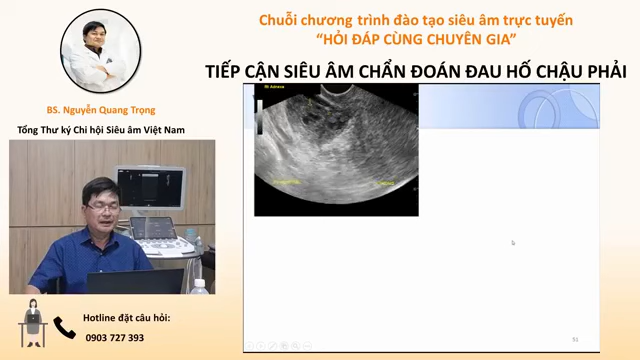 Chuỗi chương trình đào tạo siêu âm trực tuyến
“HỎI ĐÁP CÙNG CHUYÊN GIA”
TIẾP CẬN SIÊU ÂM CHẨN ĐOÁN ĐAU HỐ CHẬU PHẢI
BS. Nguyễn Quang Trọng
Tổng Thư ký Chi hội Siêu âm Việt Nam
Rt Adnexa
Hotline đặt câu hỏi:
0903 727 393
51